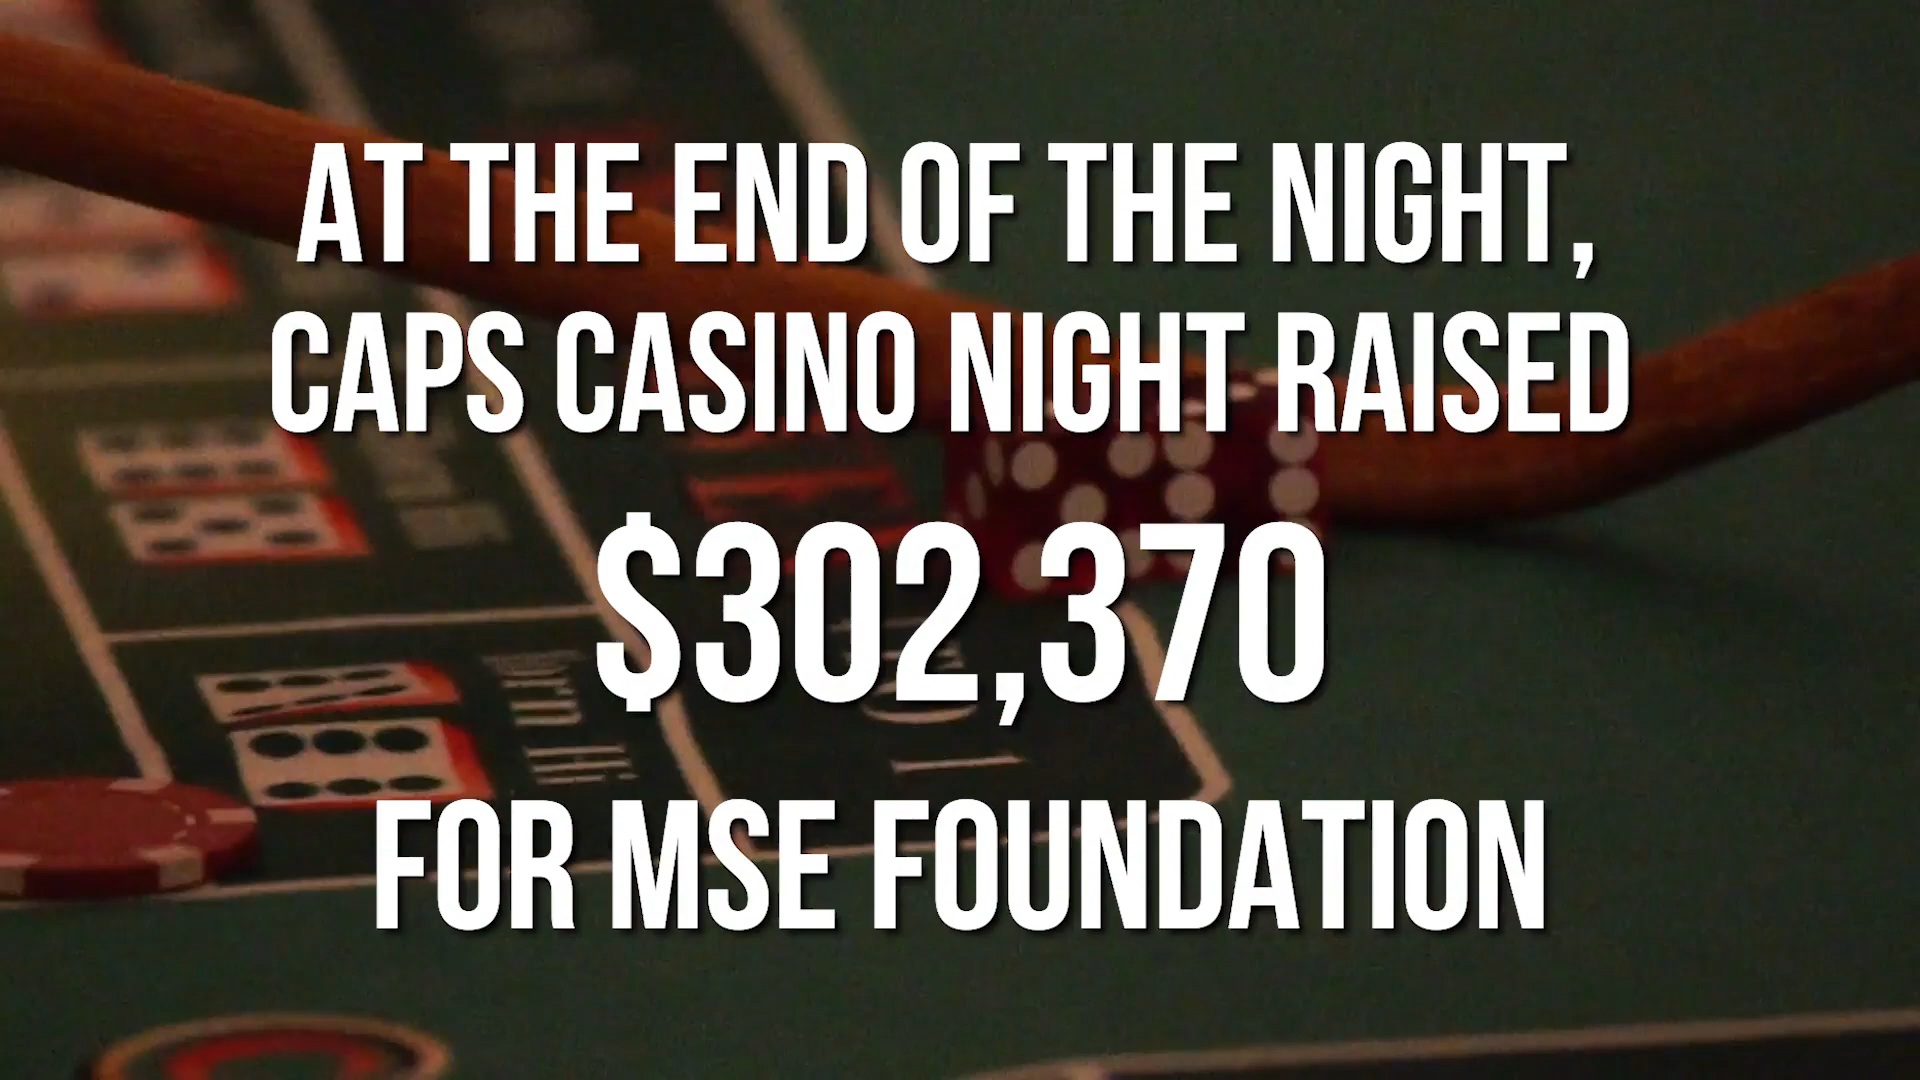 AT THE END OF THE NIGHT,
CAPS CASINO NIGHT RAISED
$302,370
FOR MSE FOUNDATION